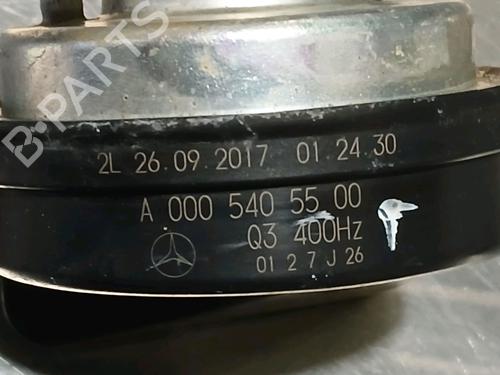 B-PARTS
2L 26.09.2017 01 24.30
A 000 540 55 00
Q3 400Hz
01 2 7 J 26